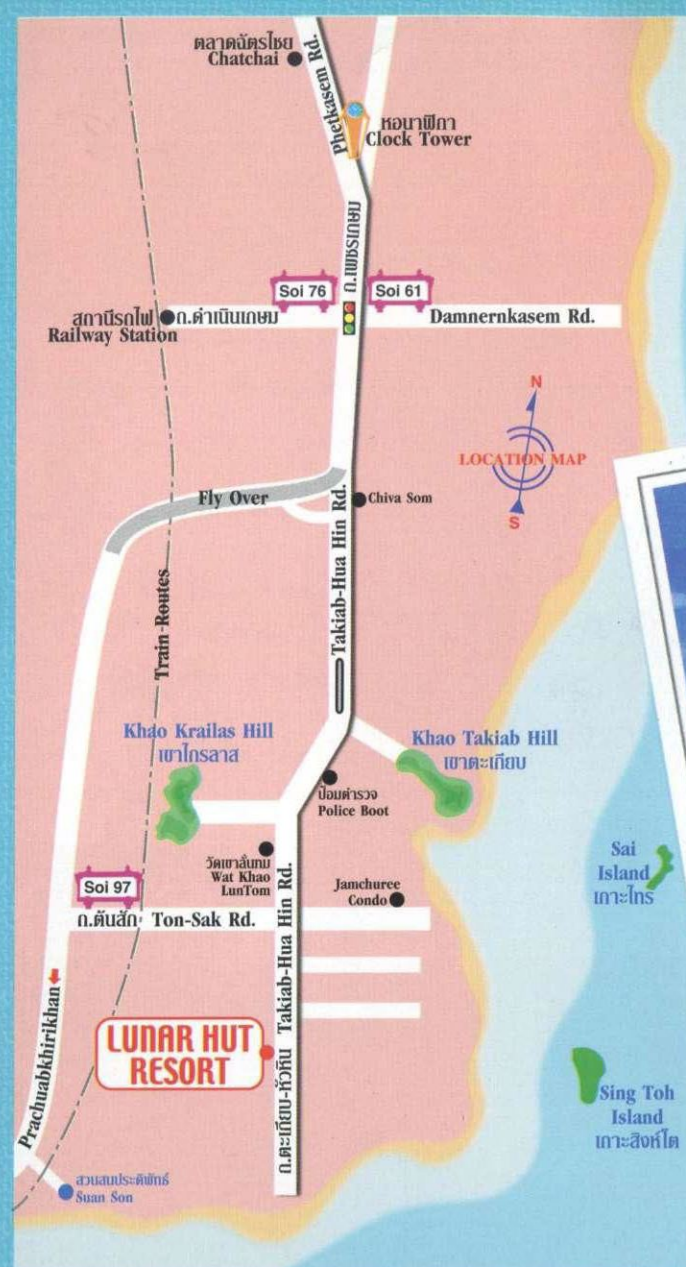 ตลาดฉัตรไชย
Chatchai
Phetkasem Rd.
หอนาฬิกา
Clock Tower
ถ.เพชรเกษม
Soi 76
Soi 61
สถานีรถไฟ
Railway Station
ถ.ดำเนินเกษม
Damnernkasem Rd.
N
LOCATION MAP
S
Fly Over
Chiva Som
Takiab-Hua Hin Rd.
Train-Routes
Khao Krailas Hill
เขาไกรลาส
Khao Takiab Hill
เขาตะเกียบ
ป้อมตำรวจ
Police Boot
วัดเขาลั่นทม
Wat Khao
LunTom
Jamchuree
Condo
Sai
Island
เกาะไทร
Soi 97
ถ.ต้นสัก Ton-Sak Rd.
Prachuabkhirikhan
LUNAR HUT
RESORT
ถ.ตะเกียบ-หัวหิน Takiab-Hua Hin Rd.
Sing Toh
Island
เกาะสิงห์โต
สวนสนประดิพัทธ์
Suan Son